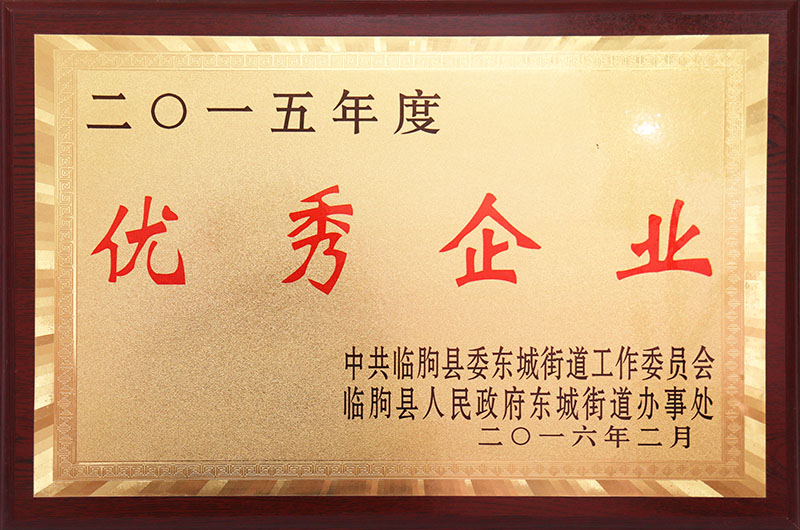 二〇一五年度
优秀企业
中共临朐县委东城街道工作委员会
临朐县人民政府东城街道办事处
二〇一六年二月